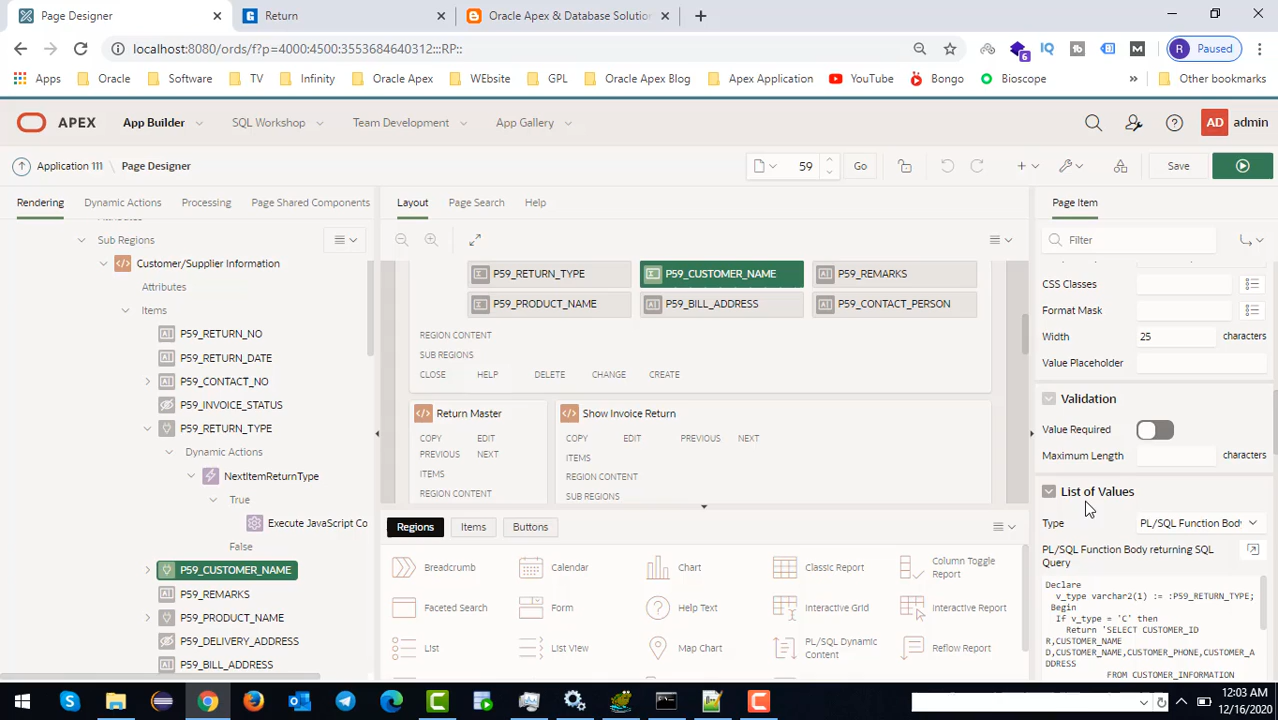 Page Designer
Return
Oracle Apex & Database Solution
localhost:8080/ords/f?p=4000:4500:3553684640312:::RP::
6
IQ
M
R Paused
Apps Oracle Software TV Infinity Oracle Apex WEbsite GPL Oracle Apex Blog Apex Application YouTube Bongo Bioscope » Other bookmarks
APEX App Builder SQL Workshop Team Development App Gallery AD admin
Application 111 Page Designer 59 Go Save
Rendering Dynamic Actions Processing Page Shared Components
Layout Page Search Help
Page Item
Filter
Sub Regions
Customer/Supplier Information
Attributes
Items
P59_RETURN_NO
P59_RETURN_DATE
P59_CONTACT_NO
P59_INVOICE_STATUS
P59_RETURN_TYPE
Dynamic Actions
NextItemReturnType
True
Execute JavaScript Co
False
P59_CUSTOMER_NAME
P59_REMARKS
P59_PRODUCT_NAME
P59_DELIVERY_ADDRESS
P59_BILL_ADDRESS
P59_RETURN_TYPE P59_CUSTOMER_NAME P59_REMARKS
P59_PRODUCT_NAME P59_BILL_ADDRESS P59_CONTACT_PERSON
REGION CONTENT
SUB REGIONS
CLOSE HELP DELETE CHANGE CREATE
Return Master
COPY EDIT
PREVIOUS NEXT
ITEMS
REGION CONTENT
Show Invoice Return
COPY EDIT PREVIOUS NEXT
ITEMS
REGION CONTENT
SUB REGIONS
Regions Items Buttons
Breadcrumb Calendar Chart Classic Report Column Toggle Report
Faceted Search Form Help Text Interactive Grid Interactive Report
List List View Map Chart PL/SQL Dynamic Content Reflow Report
CSS Classes
Format Mask
Width 25 characters
Value Placeholder
Validation
Value Required
Maximum Length characters
List of Values
Type PL/SQL Function Body
PL/SQL Function Body returning SQL
Query
Declare
v_type varchar2(1) := :P59_RETURN_TYPE;
Begin
If v_type = 'C' then
Return 'SELECT CUSTOMER_ID
R,CUSTOMER_NAME
D,CUSTOMER_NAME,CUSTOMER_PHONE,CUSTOMER_A
DDRESS
FROM CUSTOMER_INFORMATION
12:03 AM
12/16/2020